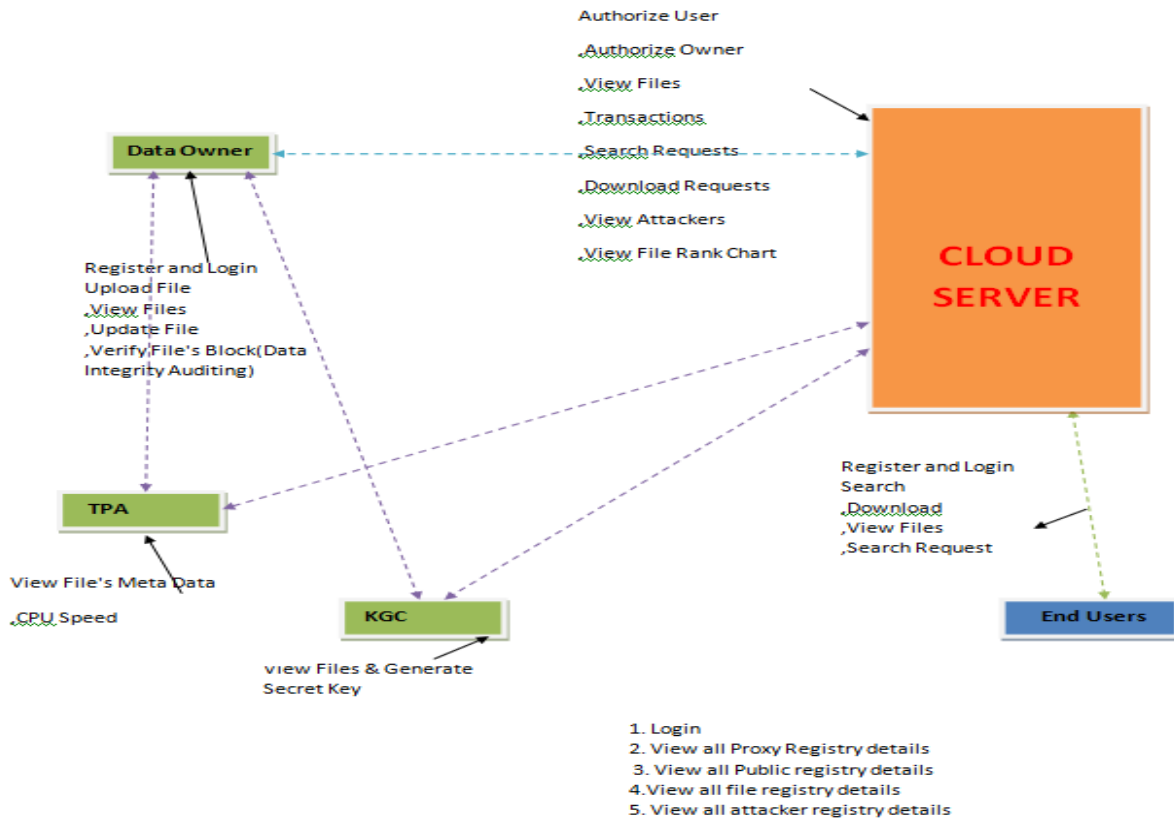 Authorize User
,Authorize Owner
,View Files
,Transactions
,Search Requests
,Download Requests
,View Attackers
,View File Rank Chart
Data Owner
CLOUD
SERVER
Register and Login
Upload File
,View Files
,Update File
,Verify File's Block(Data
Integrity Auditing)
Register and Login
Search
,Download
,View Files
,Search Request
TPA
View File's Meta Data
,CPU Speed
KGC
View Files & Generate
Secret Key
End Users
1. Login
2. View all Proxy Registry details
3. View all Public registry details
4.View all file registry details
5. View all attacker registry details